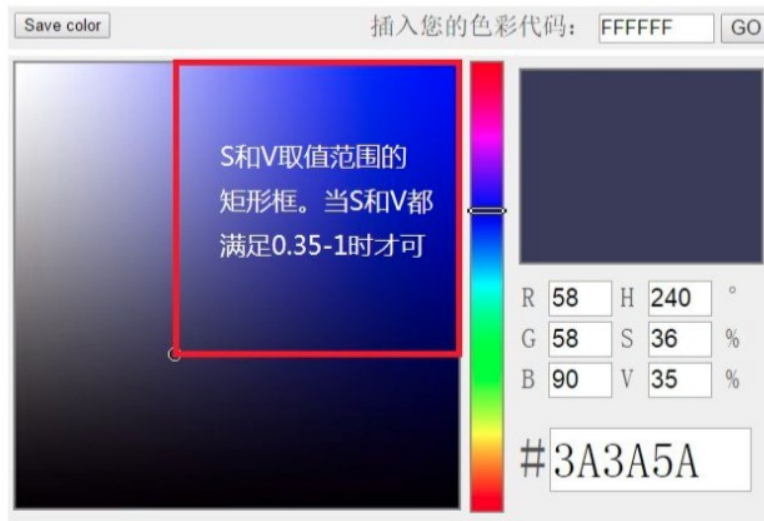 Save color 插入您的色彩代码： FFFFFF GO
S和V取值范围的
矩形框。当S和V都
满足0.35-1时才可
R 58 H 240 °
G 58 S 36 %
B 90 V 35 %
#3A3A5A